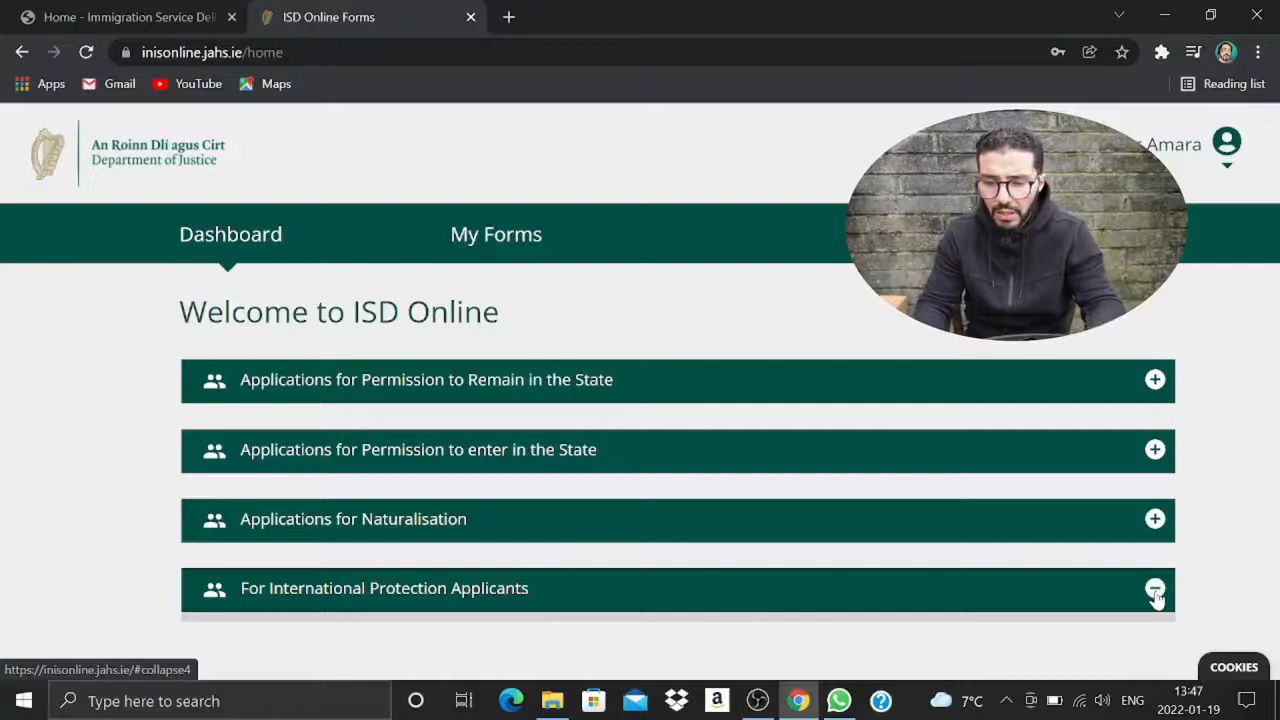 Home - Immigration Service Del
ISD Online Forms
inisonline.jahs.ie/home
Apps
Gmail
YouTube
Maps
Reading list
An Roinn Dlí agus Cirt
Department of Justice
Amara
Dashboard
My Forms
Welcome to ISD Online
Applications for Permission to Remain in the State
Applications for Permission to enter in the State
Applications for Naturalisation
For International Protection Applicants
https://inisonline.jahs.ie/#collapse4
COOKIES
Type here to search
7°C
ENG
13:47
2022-01-19